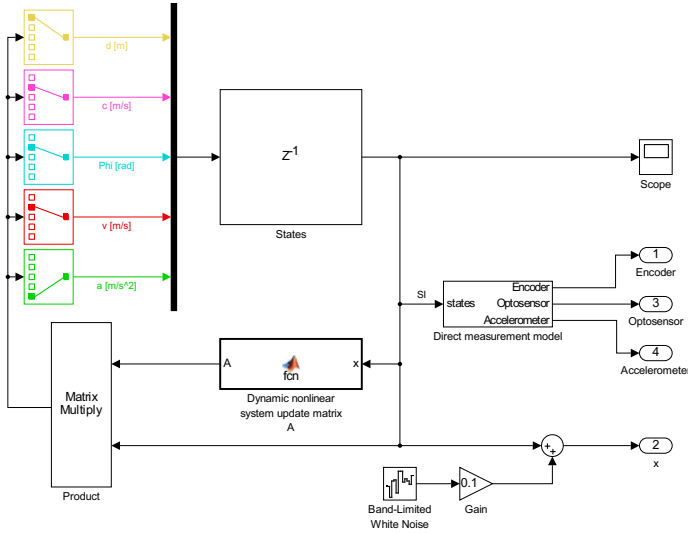 d [m]
c [m/s]
Phi [rad]
v [m/s]
a [m/s^2]
Z-1
States
Scope
1
Encoder
SI
states
Encoder
Optosensor
Accelerometer
Direct measurement model
3
Optosensor
4
Accelerometer
A
fcn
x
Dynamic nonlinear
system update matrix
A
Matrix
Multiply
Product
+
+
2
x
Band-Limited
White Noise
0.1
Gain